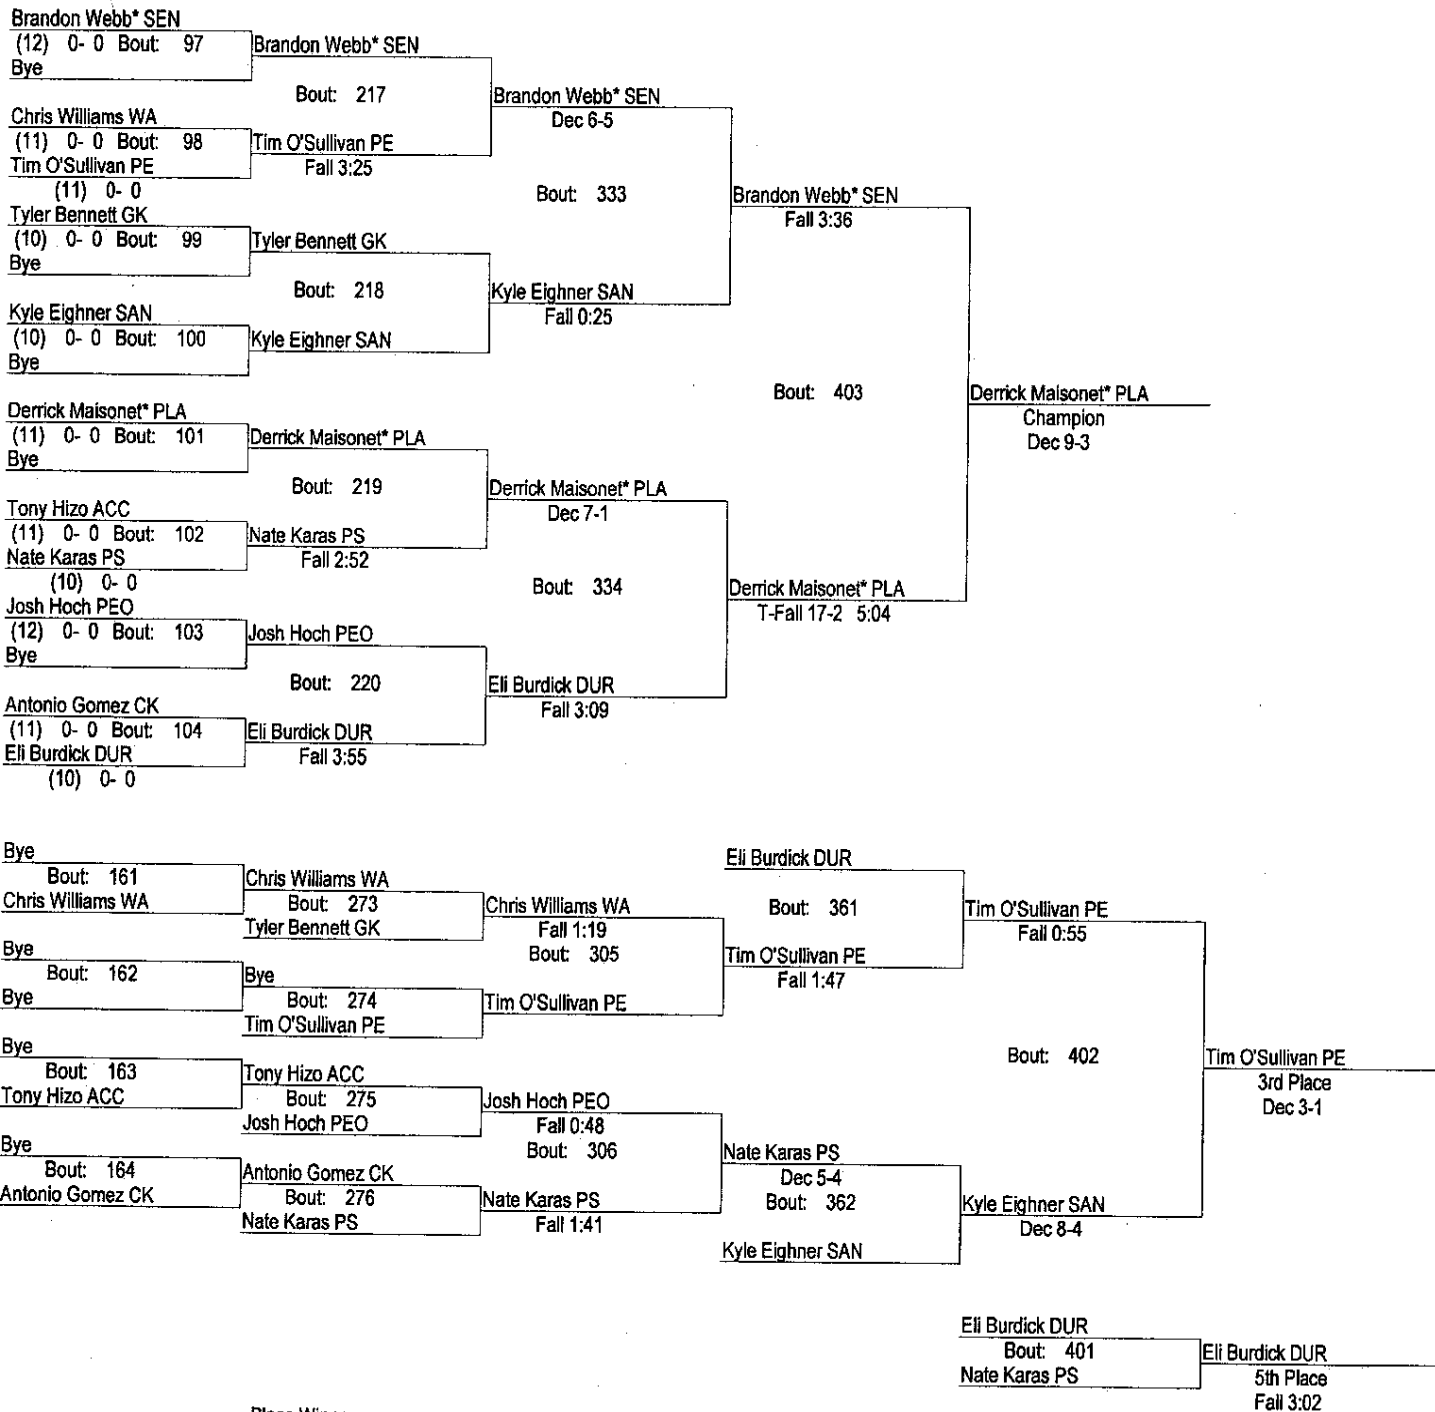 Brandon Webb* SEN
(12) 0- 0 Bout: 97
Bye
Brandon Webb* SEN
Bout: 217
Chris Williams WA
(11) 0- 0 Bout: 98
Tim O'Sullivan PE
(11) 0- 0
Tim O'Sullivan PE
Fall 3:25
Brandon Webb* SEN
Dec 6-5
Bout: 333
Tyler Bennett GK
(10) 0- 0 Bout: 99
Bye
Tyler Bennett GK
Bout: 218
Kyle Eighner SAN
(10) 0- 0 Bout: 100
Bye
Kyle Eighner SAN
Kyle Eighner SAN
Fall 0:25
Brandon Webb* SEN
Fall 3:36
Bout: 403
Derrick Maisonet* PLA
Champion
Dec 9-3
Derrick Maisonet* PLA
(11) 0- 0 Bout: 101
Bye
Derrick Maisonet* PLA
Bout: 219
Tony Hizo ACC
(11) 0- 0 Bout: 102
Nate Karas PS
(10) 0- 0
Nate Karas PS
Fall 2:52
Derrick Maisonet* PLA
Dec 7-1
Bout: 334
Derrick Maisonet* PLA
T-Fall 17-2 5:04
Josh Hoch PEO
(12) 0- 0 Bout: 103
Bye
Josh Hoch PEO
Bout: 220
Antonio Gomez CK
(11) 0- 0 Bout: 104
Eli Burdick DUR
(10) 0- 0
Eli Burdick DUR
Fall 3:55
Eli Burdick DUR
Fall 3:09
Bye
Bout: 161
Chris Williams WA
Chris Williams WA
Bout: 273
Tyler Bennett GK
Chris Williams WA
Fall 1:19
Bout: 305
Bye
Bout: 162
Bye
Bye
Bout: 274
Tim O'Sullivan PE
Tim O'Sullivan PE
Eli Burdick DUR
Bout: 361
Tim O'Sullivan PE
Fall 1:47
Tim O'Sullivan PE
Fall 0:55
Bout: 402
Tim O'Sullivan PE
3rd Place
Dec 3-1
Bye
Bout: 163
Tony Hizo ACC
Tony Hizo ACC
Bout: 275
Josh Hoch PEO
Josh Hoch PEO
Fall 0:48
Bout: 306
Bye
Bout: 164
Antonio Gomez CK
Antonio Gomez CK
Bout: 276
Nate Karas PS
Nate Karas PS
Fall 1:41
Nate Karas PS
Dec 5-4
Bout: 362
Kyle Eighner SAN
Kyle Eighner SAN
Dec 8-4
Eli Burdick DUR
Bout: 401
Nate Karas PS
Eli Burdick DUR
5th Place
Fall 3:02